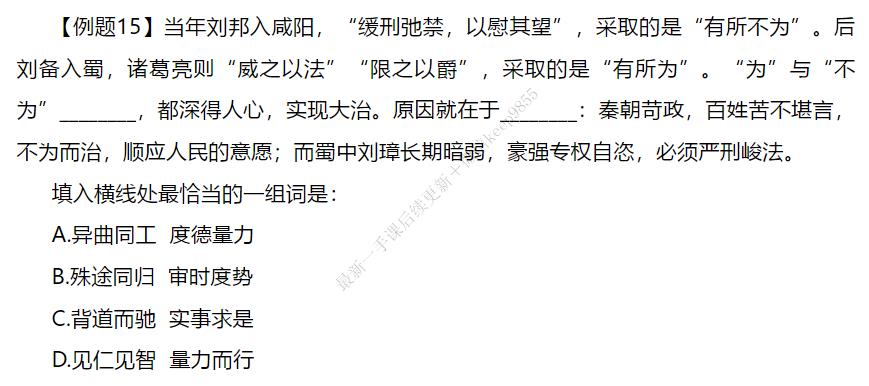 【例题15】当年刘邦入咸阳，“缓刑弛禁，以慰其望”，采取的是“有所不为”。后
刘备入蜀，诸葛亮则“威之以法”“限之以爵”，采取的是“有所为”。“为”与“不
为”________，都深得人心，实现大治。原因就在于________：秦朝苛政，百姓苦不堪言，
不为而治，顺应人民的意愿；而蜀中刘璋长期暗弱，豪强专权自恣，必须严刑峻法。
填入横线处最恰当的一组词是：
A.异曲同工 度德量力
B.殊途同归 审时度势
C.背道而驰 实事求是
D.见仁见智 量力而行
最新一手课后续更新+
keep9855